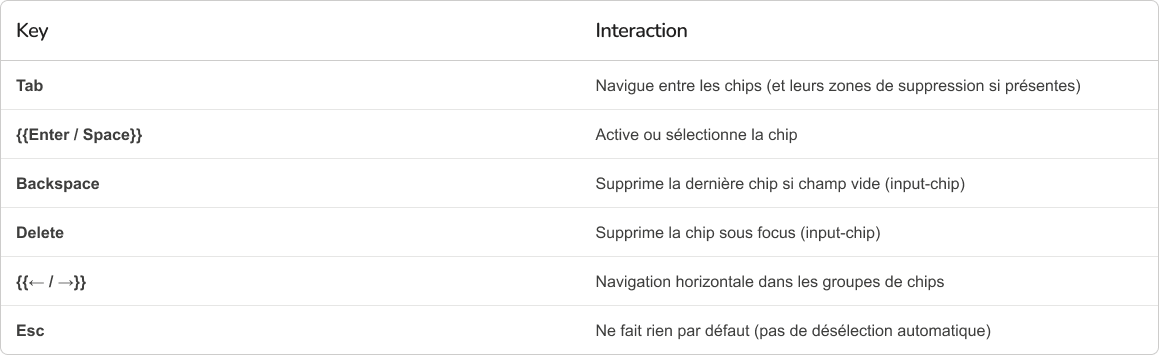 Key Interaction
Tab Navigue entre les chips (et leurs zones de suppression si présentes)
{{Enter / Space}} Active ou sélectionne la chip
Backspace Supprime la dernière chip si champ vide (input-chip)
Delete Supprime la chip sous focus (input-chip)
{{← / →}} Navigation horizontale dans les groupes de chips
Esc Ne fait rien par défaut (pas de désélection automatique)